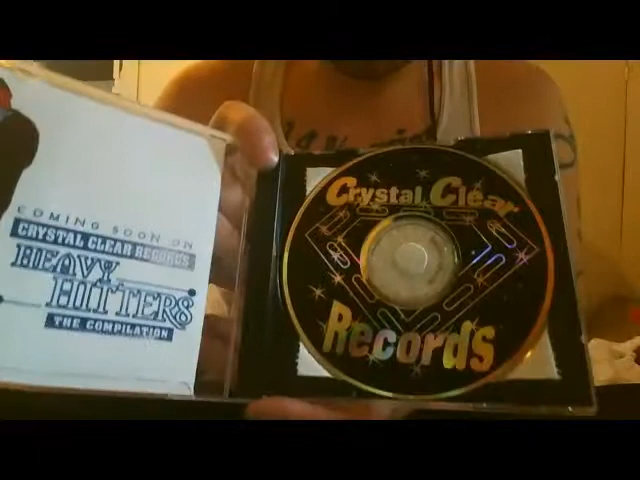 COMING SOON ON
CRYSTAL CLEAR RECORDS
HEAVY
HITTERS
THE COMPILATION
Crystal Clear
Records